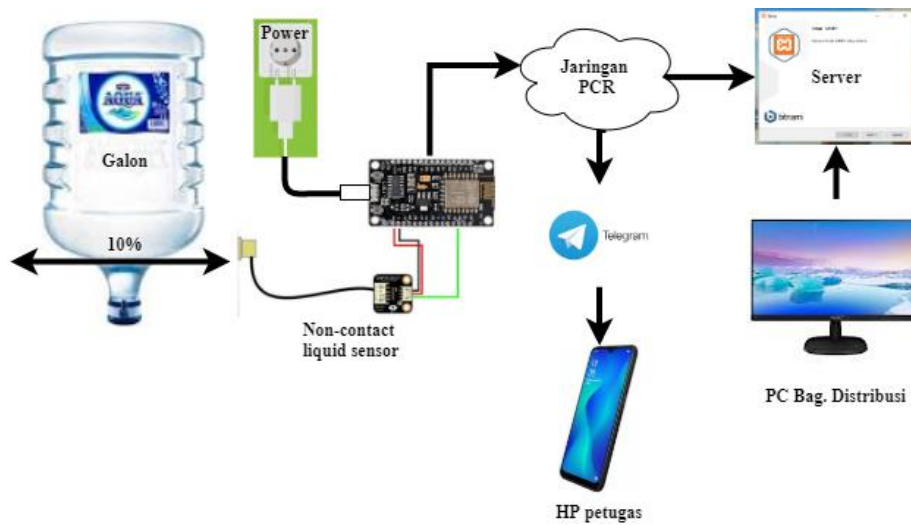 Power
AQUA
Galon
10%
Non-contact
liquid sensor
Jaringan
PCR
Telegram
HP petugas
Server
bitnami
PC Bag. Distribusi